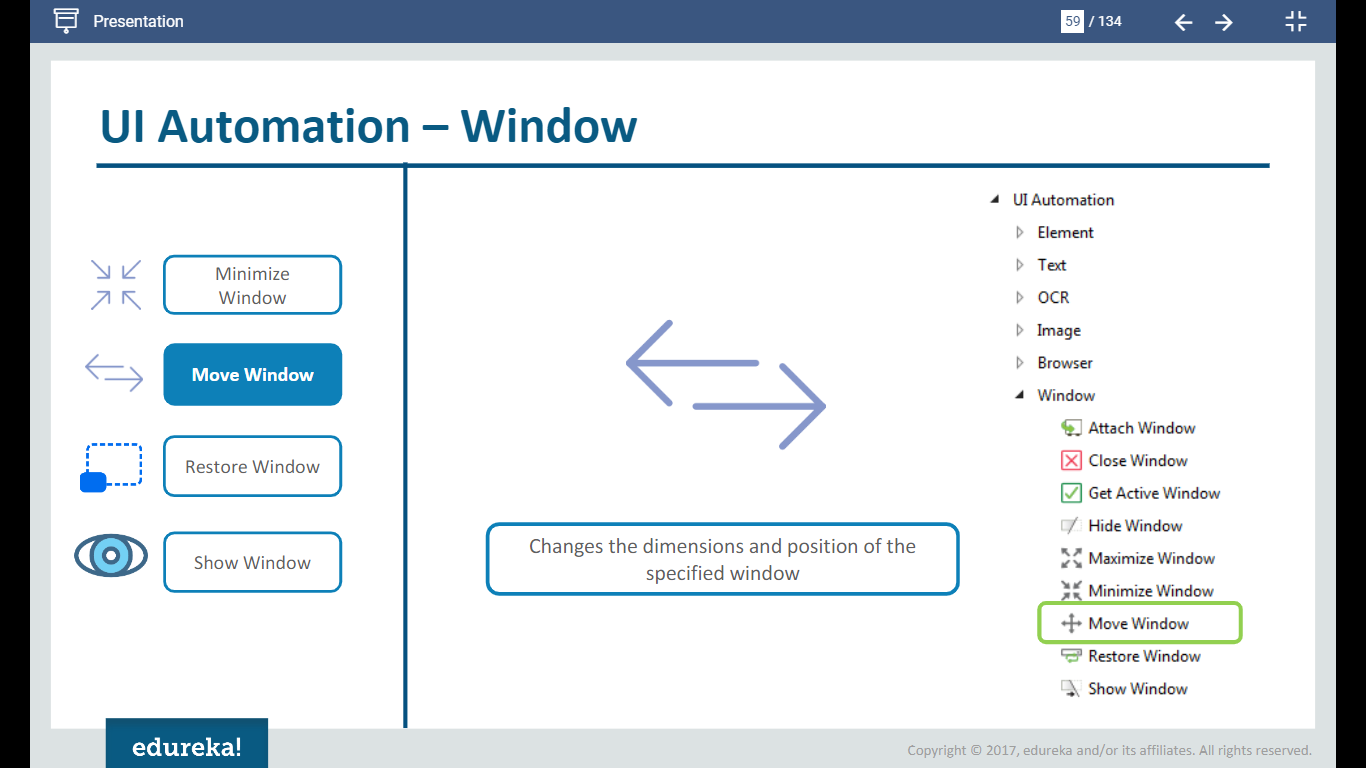 Presentation
59 / 134
UI Automation – Window
Minimize
Window
Move Window
Restore Window
Show Window
Changes the dimensions and position of the
specified window
UI Automation
Element
Text
OCR
Image
Browser
Window
Attach Window
Close Window
Get Active Window
Hide Window
Maximize Window
Minimize Window
Move Window
Restore Window
Show Window
edureka!
Copyright © 2017, edureka and/or its affiliates. All rights reserved.